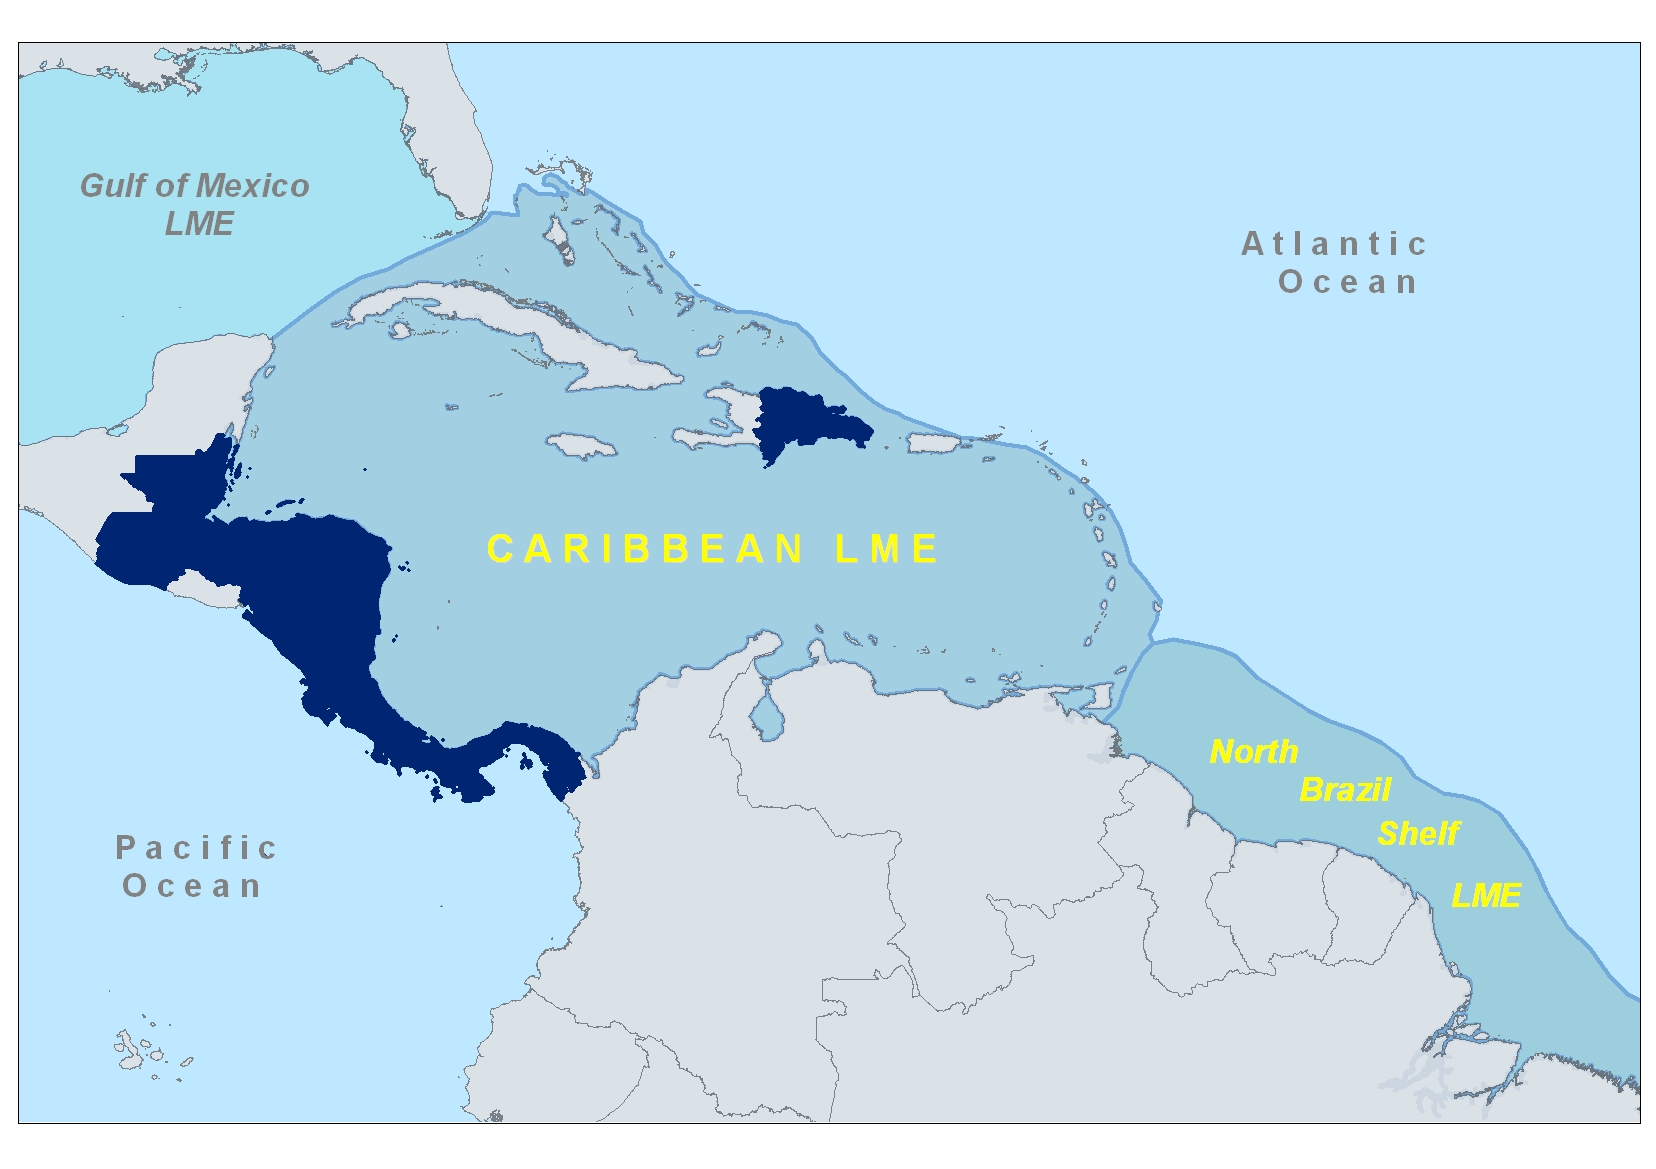 Gulf of Mexico
LME
Atlantic
Ocean
CARIBBEAN LME
North
Brazil
Shelf
LME
Pacific
Ocean